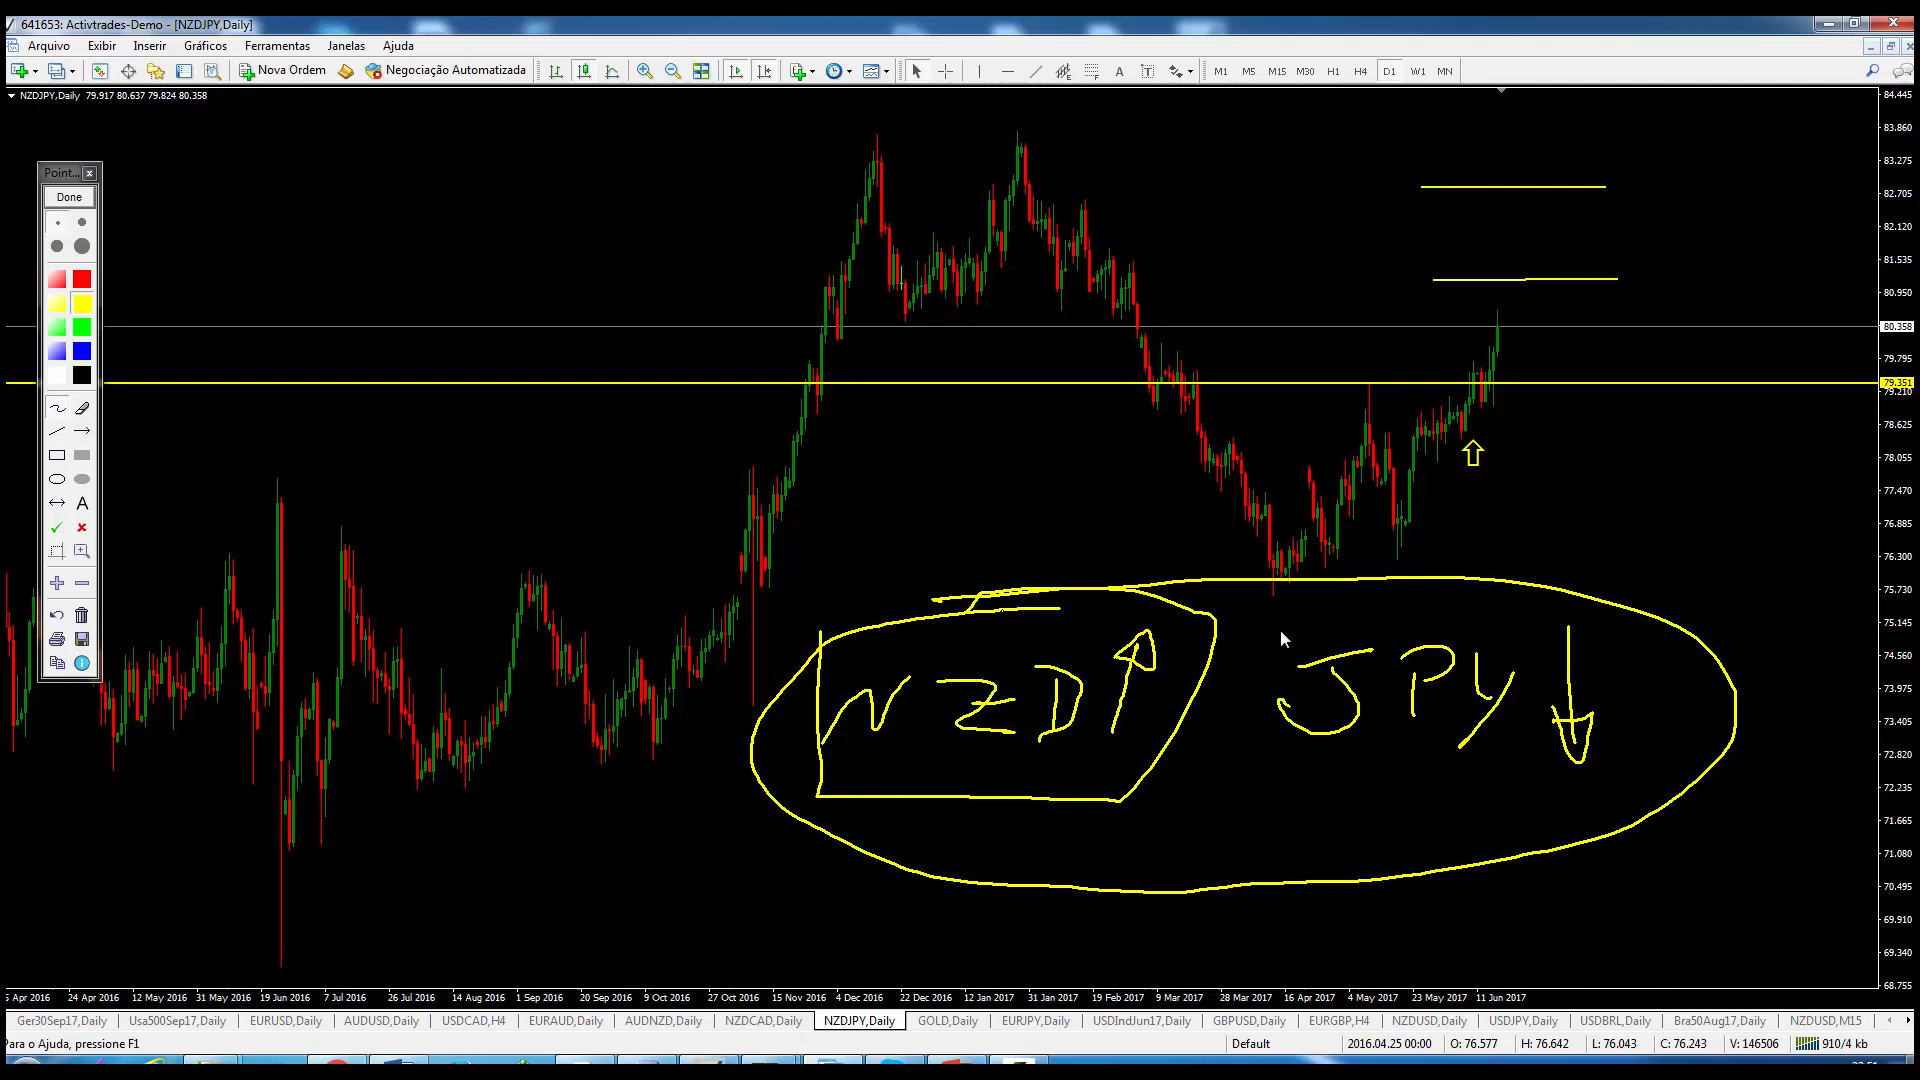 641653: Activtrades-Demo - [NZDJPY,Daily]
Arquivo Exibir Inserir Gráficos Ferramentas Janelas Ajuda
Nova Ordem Negociação Automatizada A T M1 M5 M15 M30 H1 H4 D1 W1 MN
NZDJPY,Daily 79.917 80.637 79.824 80.358
Point...
Done
A
84.445
83.860
83.275
82.705
82.120
81.535
80.950
80.358
79.795
79.351
79.210
78.625
78.055
77.470
76.885
76.300
75.730
75.145
74.560
73.975
73.405
72.820
72.235
71.665
71.080
70.495
69.910
69.340
68.755
NZD JPY
5 Apr 2016 24 Apr 2016 12 May 2016 31 May 2016 19 Jun 2016 7 Jul 2016 26 Jul 2016 14 Aug 2016 1 Sep 2016 20 Sep 2016 9 Oct 2016 27 Oct 2016 15 Nov 2016 4 Dec 2016 22 Dec 2016 12 Jan 2017 31 Jan 2017 19 Feb 2017 9 Mar 2017 28 Mar 2017 16 Apr 2017 4 May 2017 23 May 2017 11 Jun 2017
Ger30Sep17,Daily Usa500Sep17,Daily EURUSD,Daily AUDUSD,Daily USDCAD,H4 EURAUD,Daily AUDNZD,Daily NZDCAD,Daily NZDJPY,Daily GOLD,Daily EURJPY,Daily USDIndJun17,Daily GBPUSD,Daily EURGBP,H4 NZDUSD,Daily USDJPY,Daily USDBRL,Daily Bra50Aug17,Daily NZDUSD,M15
Para o Ajuda, pressione F1 Default 2016.04.25 00:00 O: 76.577 H: 76.642 L: 76.043 C: 76.243 V: 146506 910/4 kb